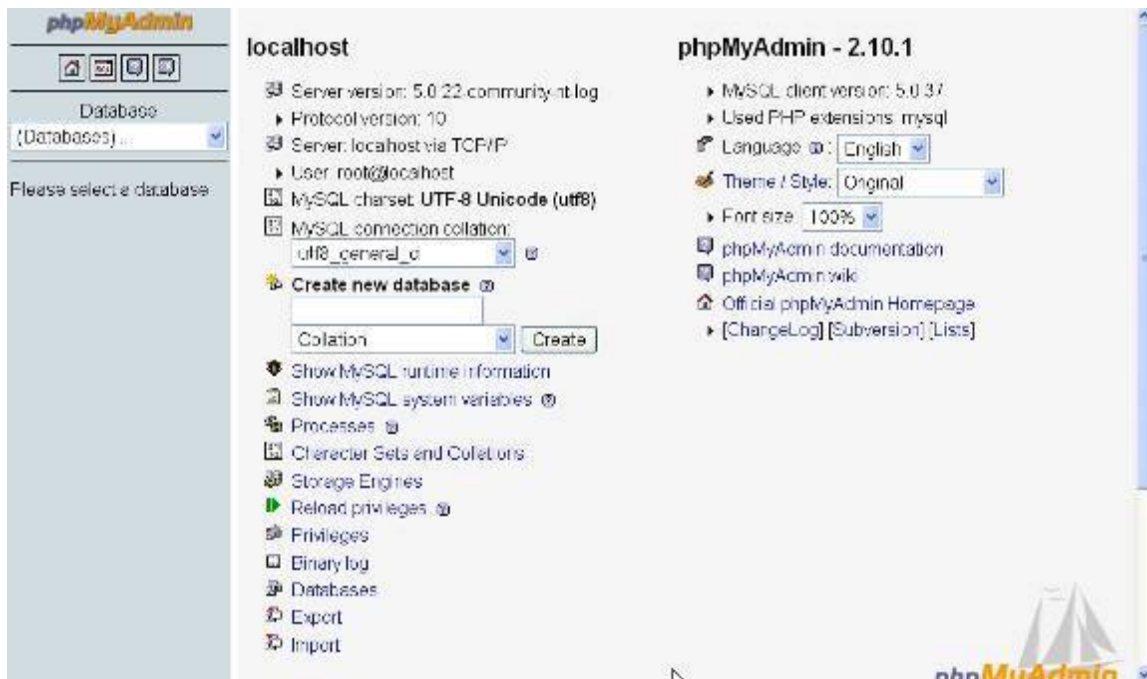 phpMyAdmin
Database
(Databases) ...
Please select a database
localhost
Server version: 5.0.22-community-nt-log
Protocol version: 10
Server: localhost via TCP/IP
User: root@localhost
MySQL charset: UTF-8 Unicode (utf8)
MySQL connection collation:
utf8_general_ci
Create new database
Collation
Create
Show MySQL runtime information
Show MySQL system variables
Processes
Character Sets and Collations
Storage Engines
Reload privileges
Privileges
Binary log
Databases
Export
Import
phpMyAdmin - 2.10.1
MySQL client version: 5.0.37
Used PHP extensions: mysql
Language : English
Theme / Style: Original
Font size: 100%
phpMyAdmin documentation
phpMyAdmin wiki
Official phpMyAdmin Homepage
[ChangeLog] [Subversion] [Lists]
phpMyAdmin